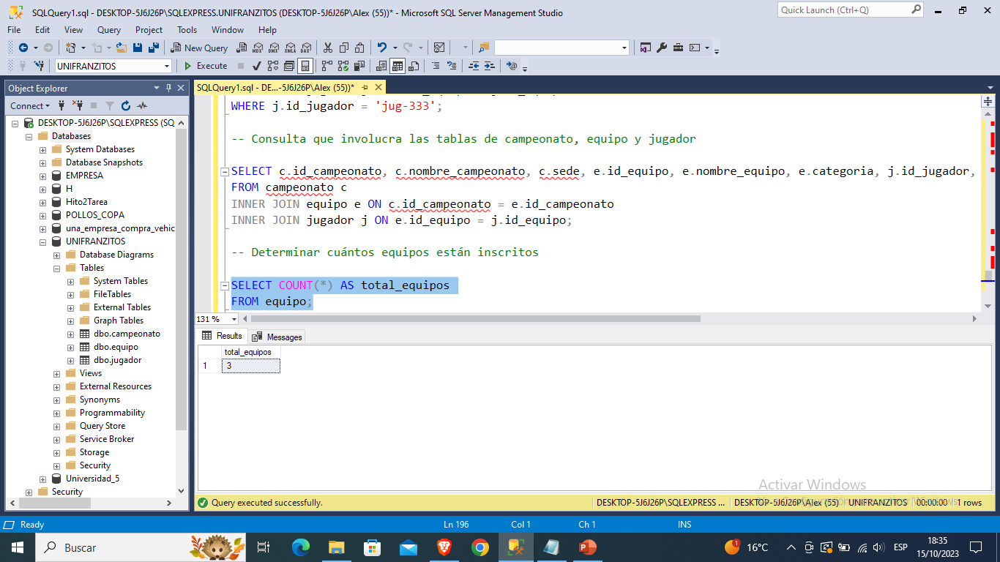 SQLQuery1.sql - DESKTOP-5J6J26P\SQLEXPRESS.UNIFRANZITOS (DESKTOP-5J6J26P\Alex (55))* - Microsoft SQL Server Management Studio
Quick Launch (Ctrl+Q)
File Edit View Query Project Tools Window Help
New Query
MDX DMX XMLA DAX
UNIFRANZITOS
Execute
Object Explorer
Connect
DESKTOP-5J6J26P\SQLEXPRESS (SQ
Databases
System Databases
Database Snapshots
EMPRESA
H
Hito2Tarea
POLLOS_COPA
una_empresa_compra_vehic
UNIFRANZITOS
Database Diagrams
Tables
System Tables
FileTables
External Tables
Graph Tables
dbo.campeonato
dbo.equipo
dbo.jugador
Views
External Resources
Synonyms
Programmability
Query Store
Service Broker
Storage
Security
Universidad_5
Security
SQLQuery1.sql - DE...-5J6J26P\Alex (55))*
WHERE j.id_jugador = 'jug-333';
-- Consulta que involucra las tablas de campeonato, equipo y jugador
SELECT c.id_campeonato, c.nombre_campeonato, c.sede, e.id_equipo, e.nombre_equipo, e.categoria, j.id_jugador,
FROM campeonato c
INNER JOIN equipo e ON c.id_campeonato = e.id_campeonato
INNER JOIN jugador j ON e.id_equipo = j.id_equipo;
-- Determinar cuántos equipos están inscritos
SELECT COUNT(*) AS total_equipos
FROM equipo;
131 %
Results Messages
total_equipos
1 3
Activar Windows
Query executed successfully.
DESKTOP-5J6J26P\SQLEXPRESS ... DESKTOP-5J6J26P\Alex (55) UNIFRANZITOS 00:00:00 1 rows
Ready
Ln 196
Col 1
Ch 1
INS
Buscar
16°C
ESP
18:35
15/10/2023